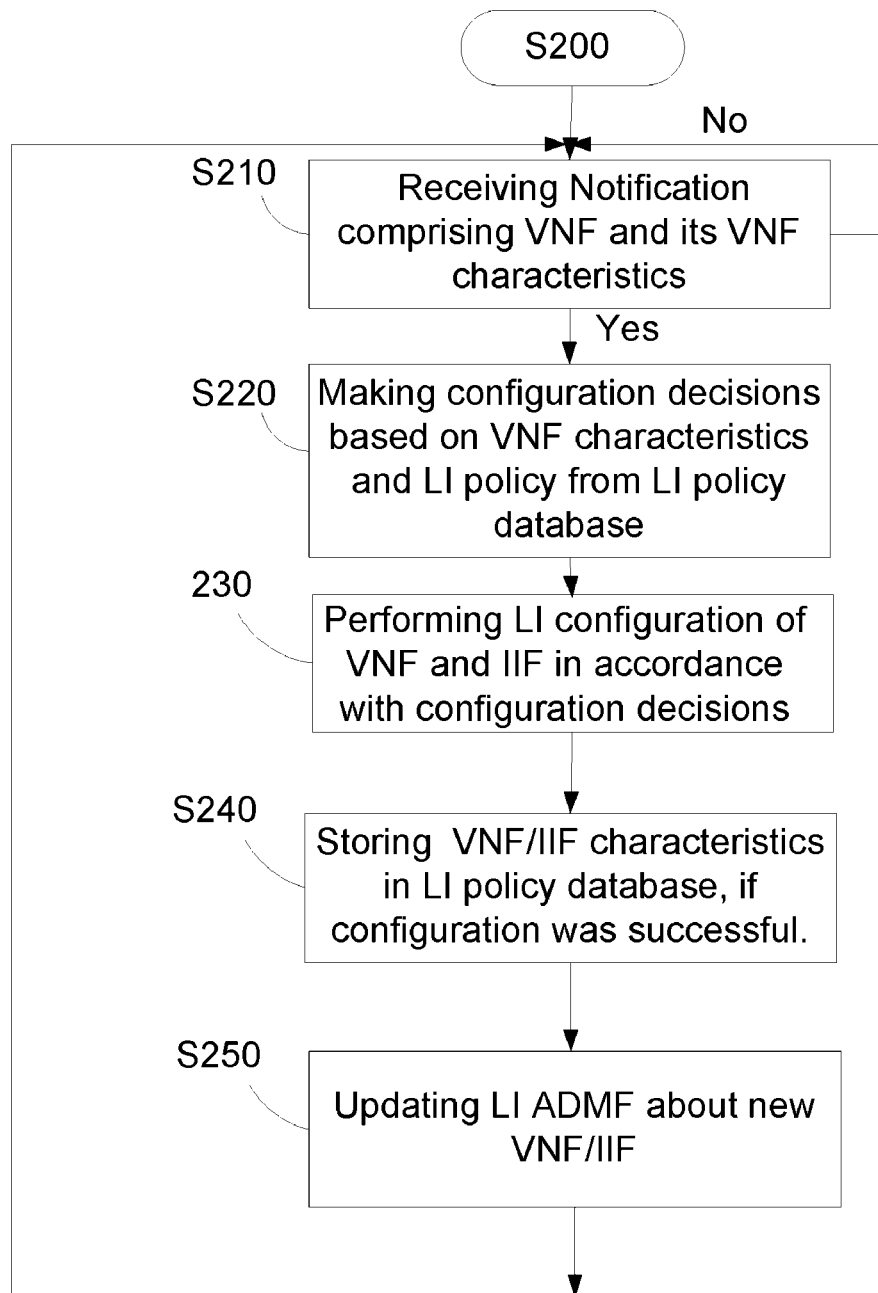 S200
No
S210
Receiving Notification
comprising VNF and its VNF
characteristics
Yes
S220
Making configuration decisions
based on VNF characteristics
and LI policy from LI policy
database
230
Performing LI configuration of
VNF and IIF in accordance
with configuration decisions
S240
Storing VNF/IIF characteristics
in LI policy database, if
configuration was successful.
S250
Updating LI ADMF about new
VNF/IIF